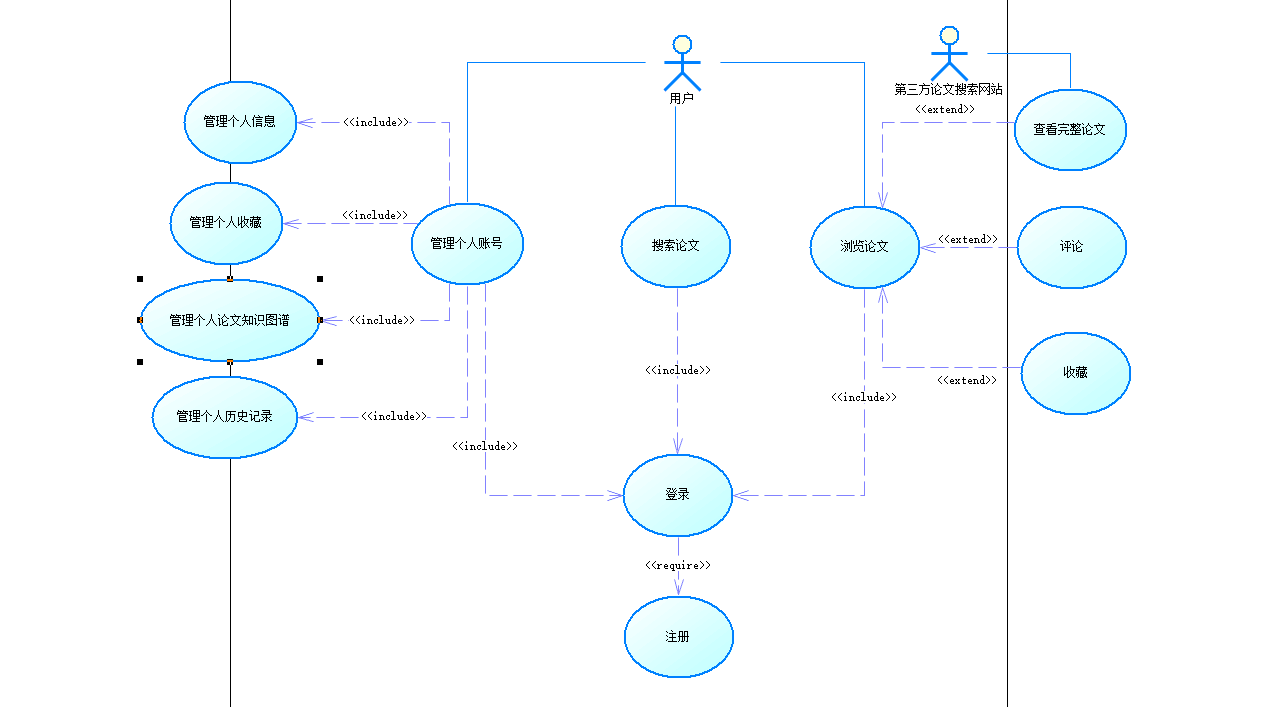 用户
第三方论文搜索网站
<<extend>>
管理个人信息
<<include>>
查看完整论文
管理个人收藏
<<include>>
管理个人账号
搜索论文
浏览论文
<<extend>>
评论
管理个人论文知识图谱
<<include>>
<<include>>
收藏
<<extend>>
<<include>>
管理个人历史记录
<<include>>
<<include>>
登录
<<require>>
注册